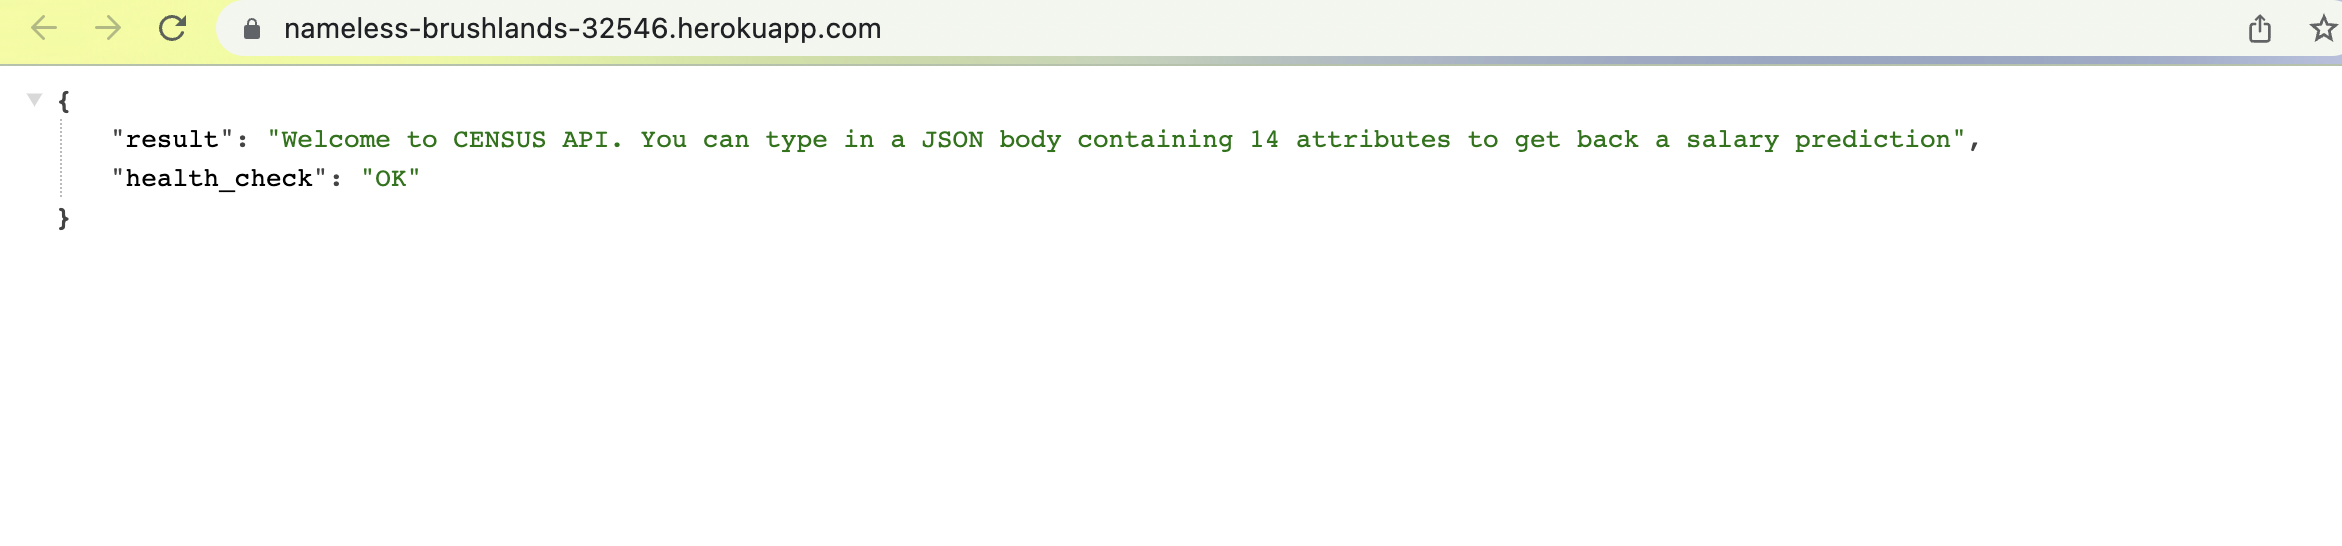 nameless-brushlands-32546.herokuapp.com
{
"result": "Welcome to CENSUS API. You can type in a JSON body containing 14 attributes to get back a salary prediction",
"health_check": "OK"
}